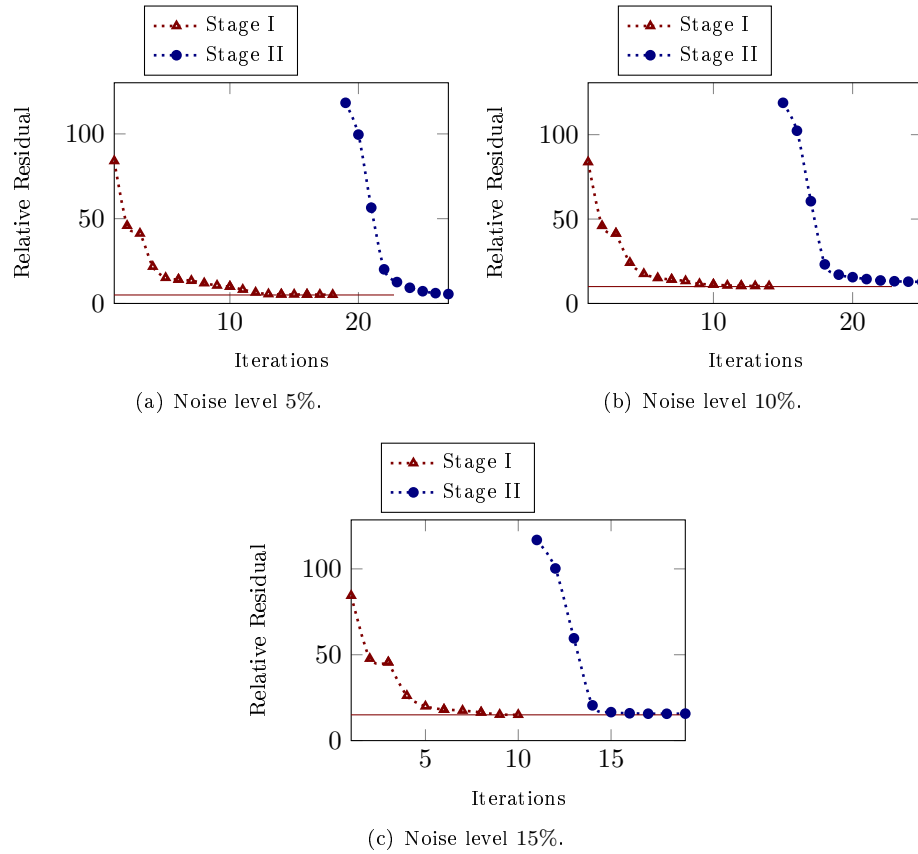 Stage I
Stage II
Relative Residual
100
50
0
10
20
Iterations
(a) Noise level 5%.
Stage I
Stage II
Relative Residual
100
50
0
10
20
Iterations
(b) Noise level 10%.
Stage I
Stage II
Relative Residual
100
50
0
5
10
15
Iterations
(c) Noise level 15%.